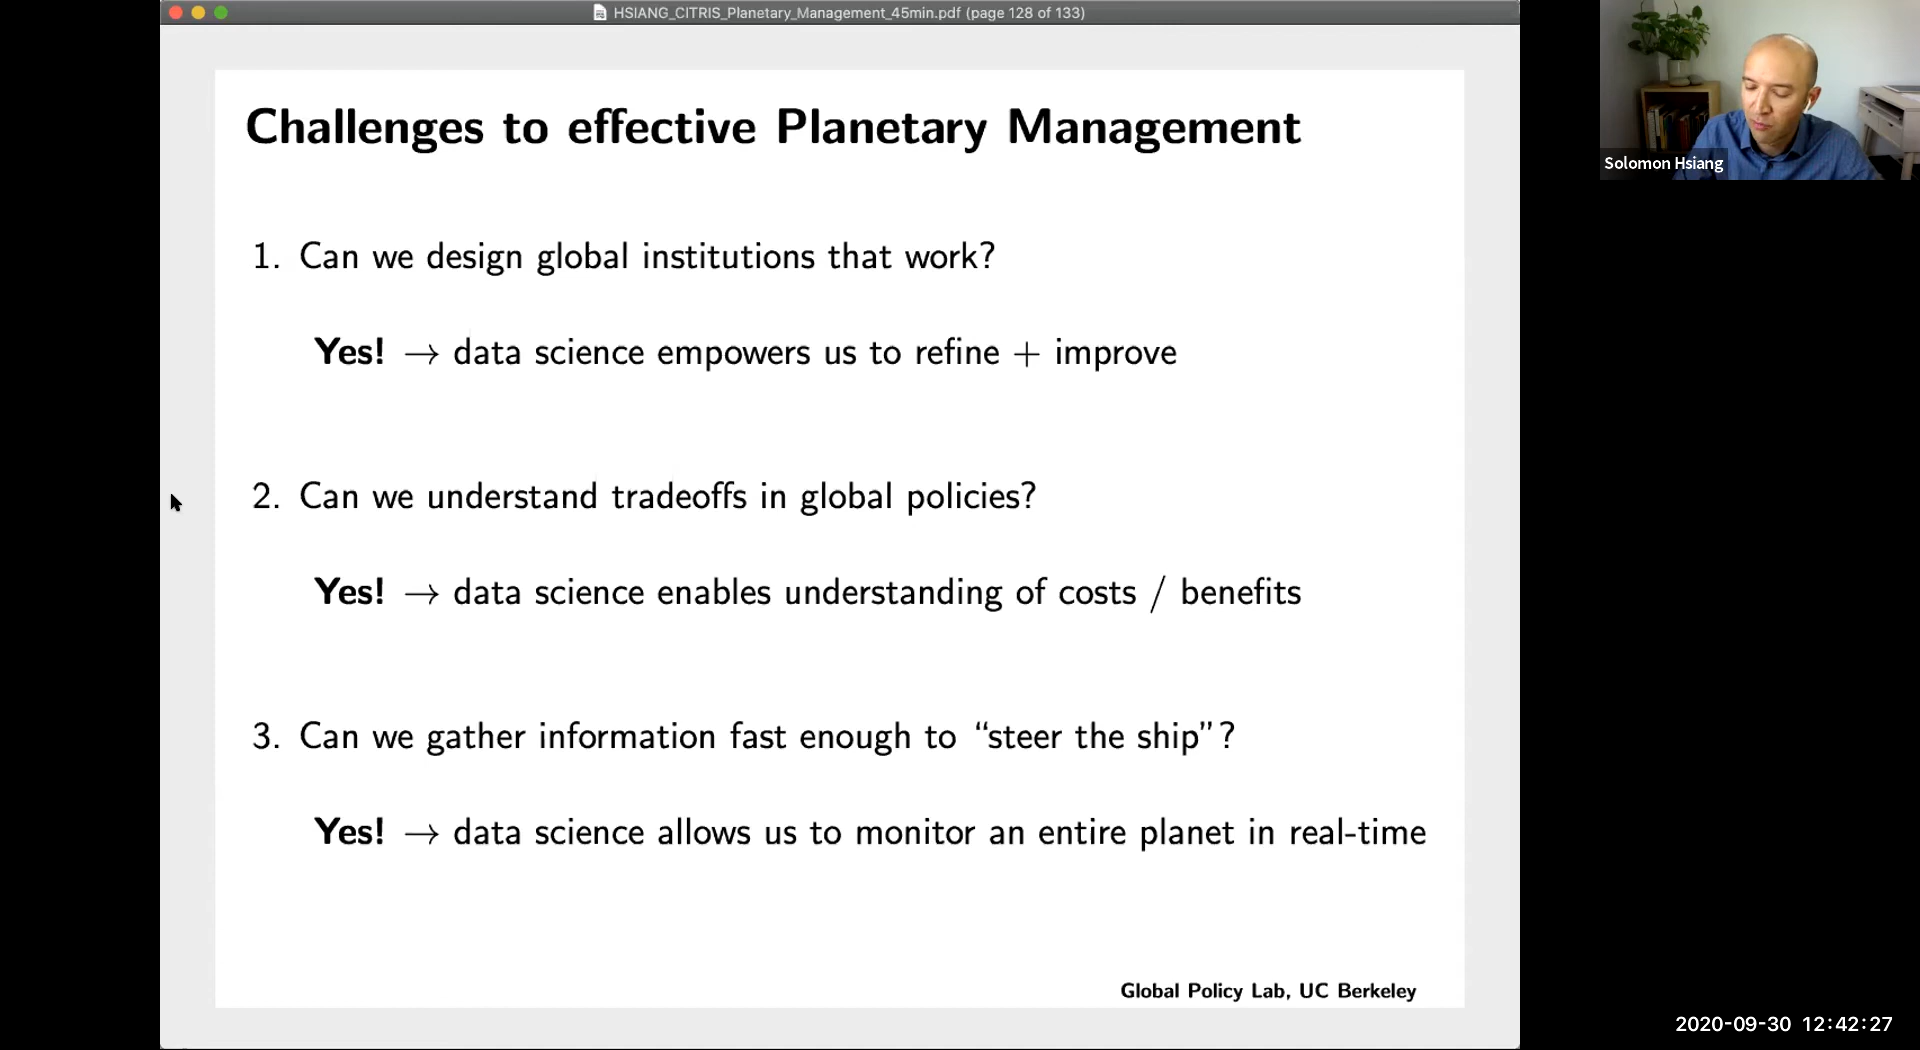 HSIANG_CITRIS_Planetary_Management_45min.pdf (page 128 of 133)
Challenges to effective Planetary Management
1. Can we design global institutions that work?
Yes! → data science empowers us to refine + improve
2. Can we understand tradeoffs in global policies?
Yes! → data science enables understanding of costs / benefits
3. Can we gather information fast enough to “steer the ship”?
Yes! → data science allows us to monitor an entire planet in real-time
Global Policy Lab, UC Berkeley
Solomon Hsiang
2020-09-30 12:42:27